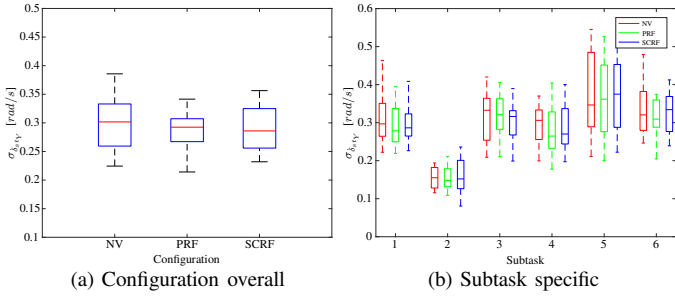 0.5
0.45
0.4
0.35
0.3
0.25
0.2
0.15
0.1
σ_{δ̇_{st_Y}} [rad/s]
NV PRF SCRF
Configuration
(a) Configuration overall
0.6
0.5
0.4
0.3
0.2
0.1
0
σ_{δ̇_{st_Y}} [rad/s]
NV
PRF
SCRF
1 2 3 4 5 6
Subtask
(b) Subtask specific